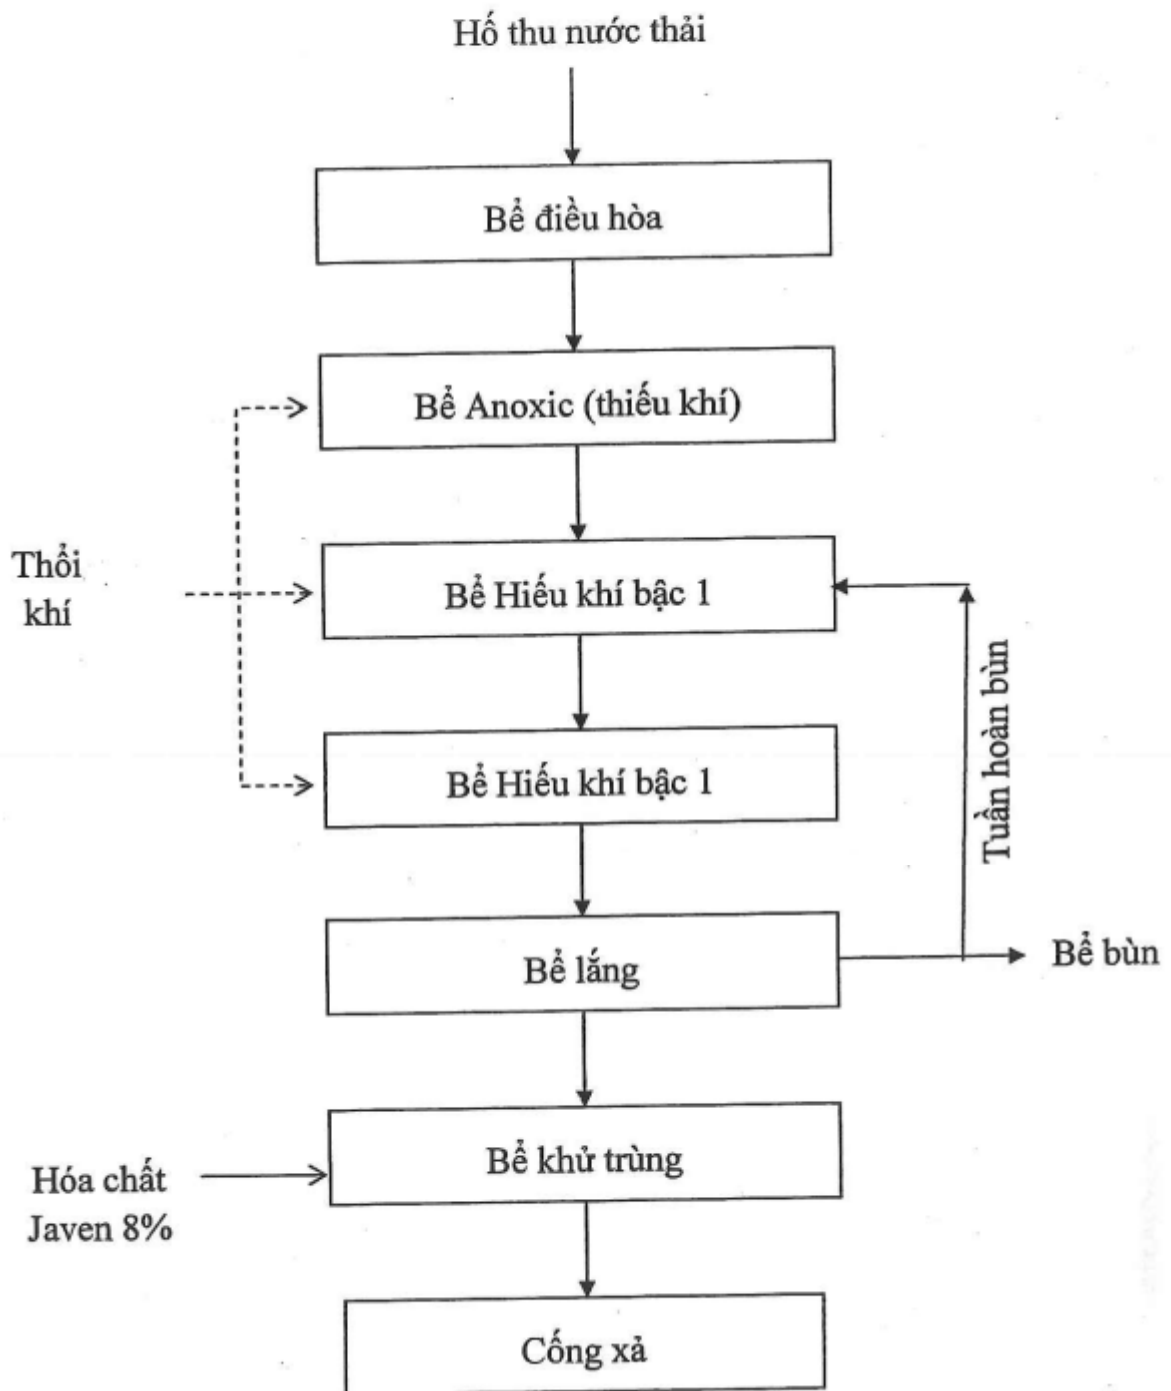 Hố thu nước thải
Bể điều hòa
Bể Anoxic (thiếu khí)
Thổi
khí
Bể Hiếu khí bậc 1
Bể Hiếu khí bậc 1
Tuần hoàn bùn
Bể lắng
Bể bùn
Bể khử trùng
Hóa chất
Javen 8%
Cống xả